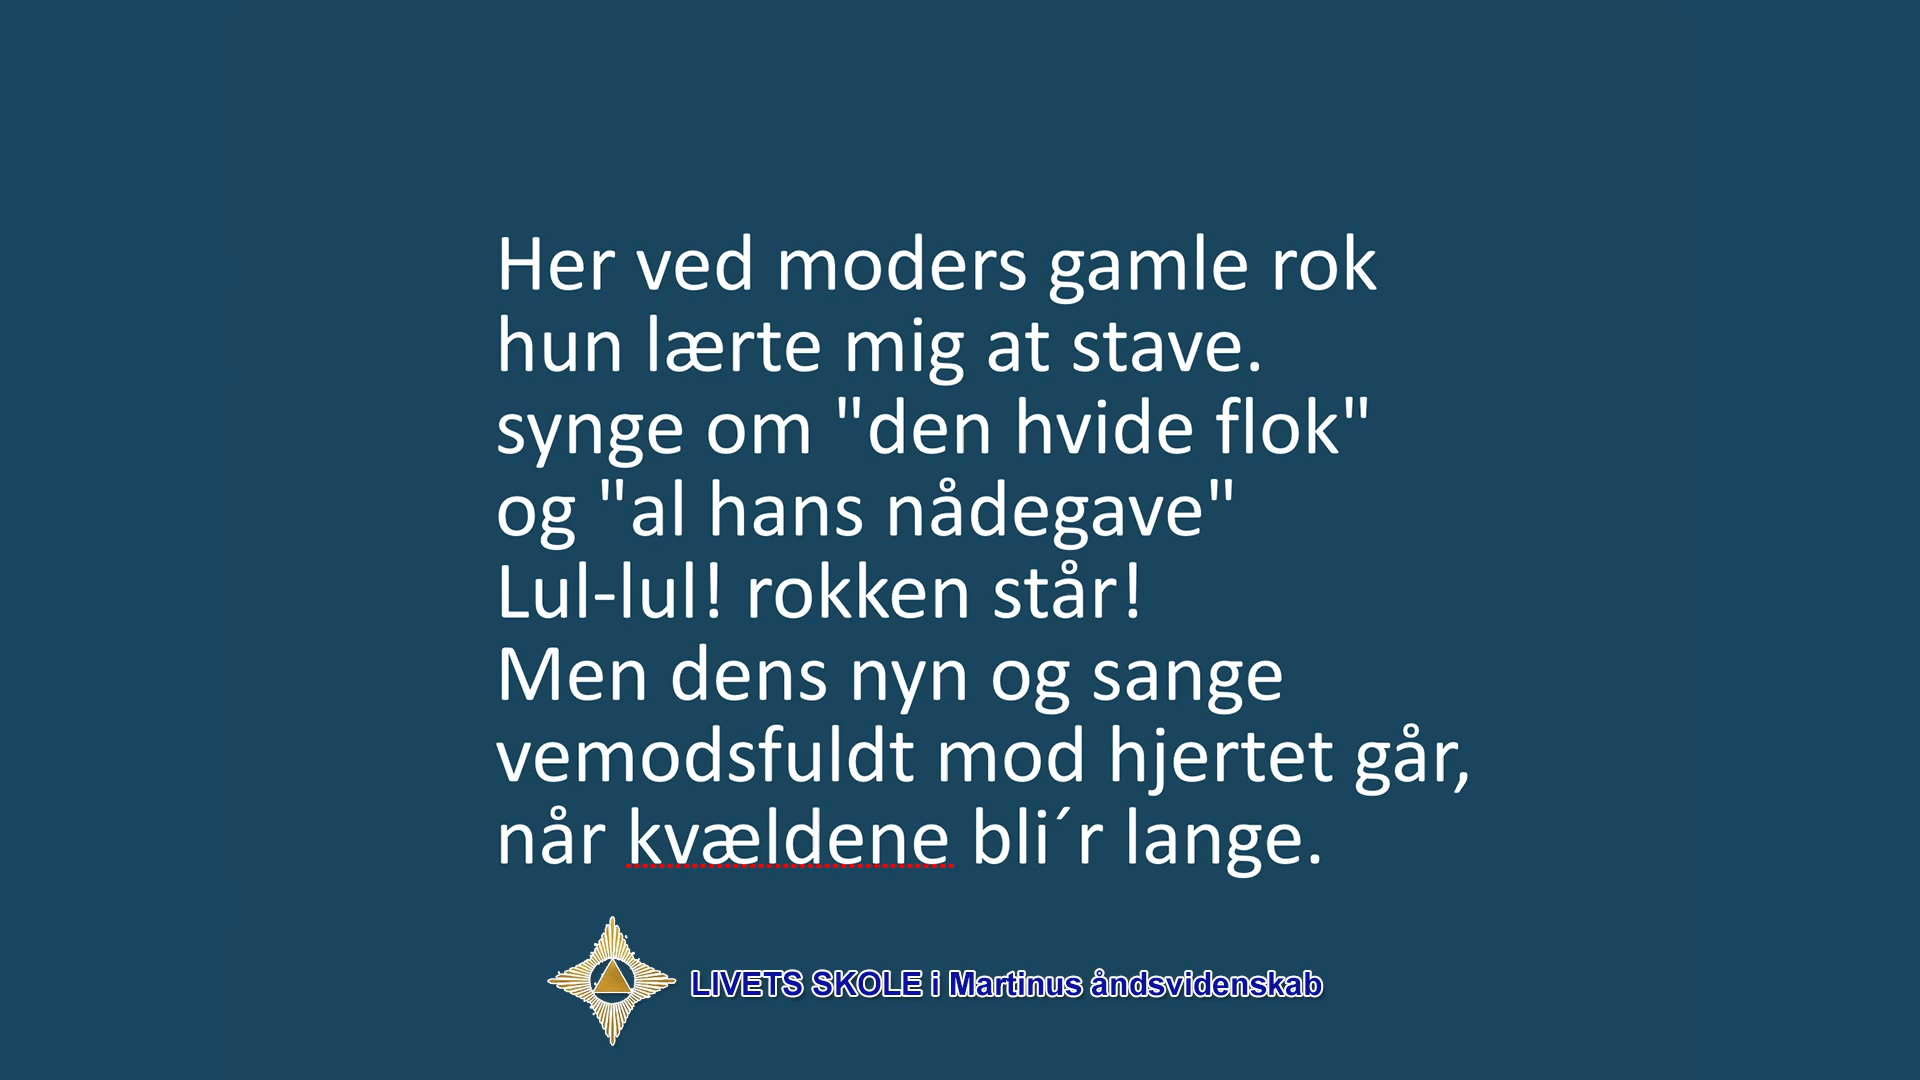 Her ved moders gamle rok
hun lærte mig at stave.
synge om "den hvide flok"
og "al hans nådegave"
Lul-lul! rokken står!
Men dens nyn og sange
vemodsfuldt mod hjertet går,
når kvældene bli´r lange.
LIVETS SKOLE i Martinus åndsvidenskab